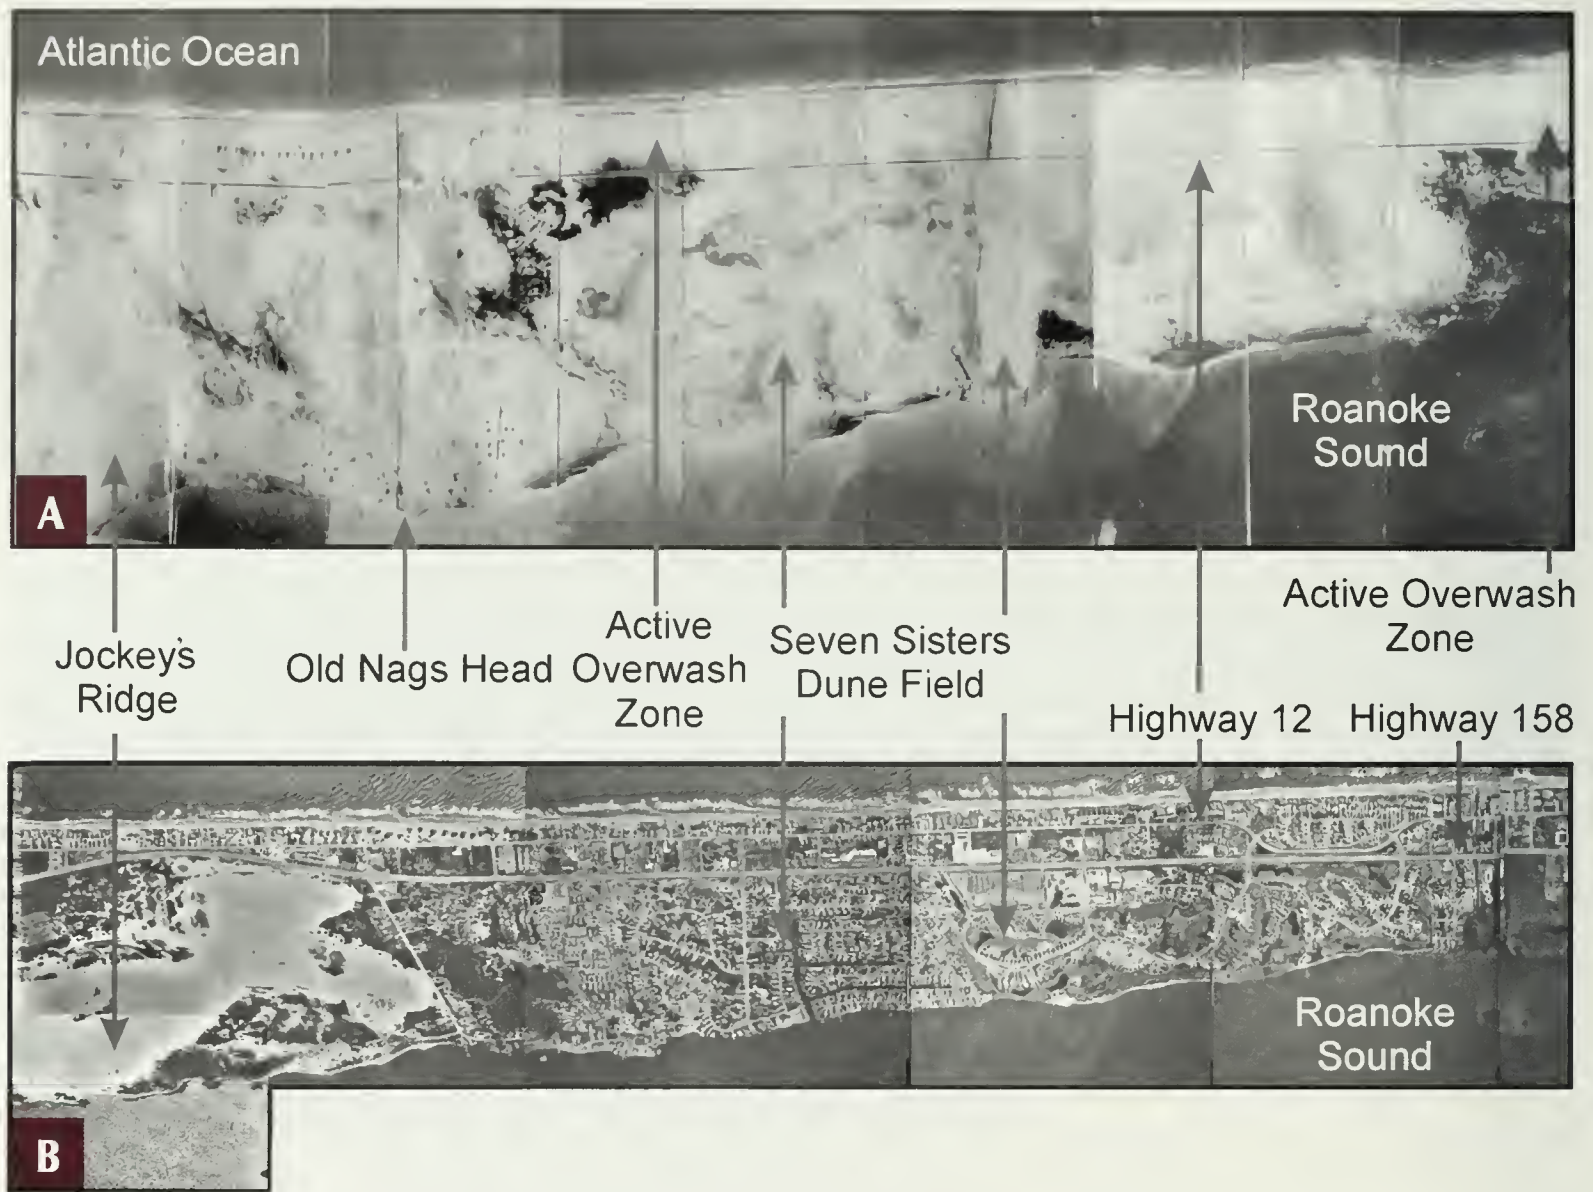 Atlantic Ocean
Roanoke
Sound
A
Jockey's
Ridge
Old Nags Head
Active
Overwash
Zone
Seven Sisters
Dune Field
Active Overwash
Zone
Highway 12
Highway 158
Roanoke
Sound
B